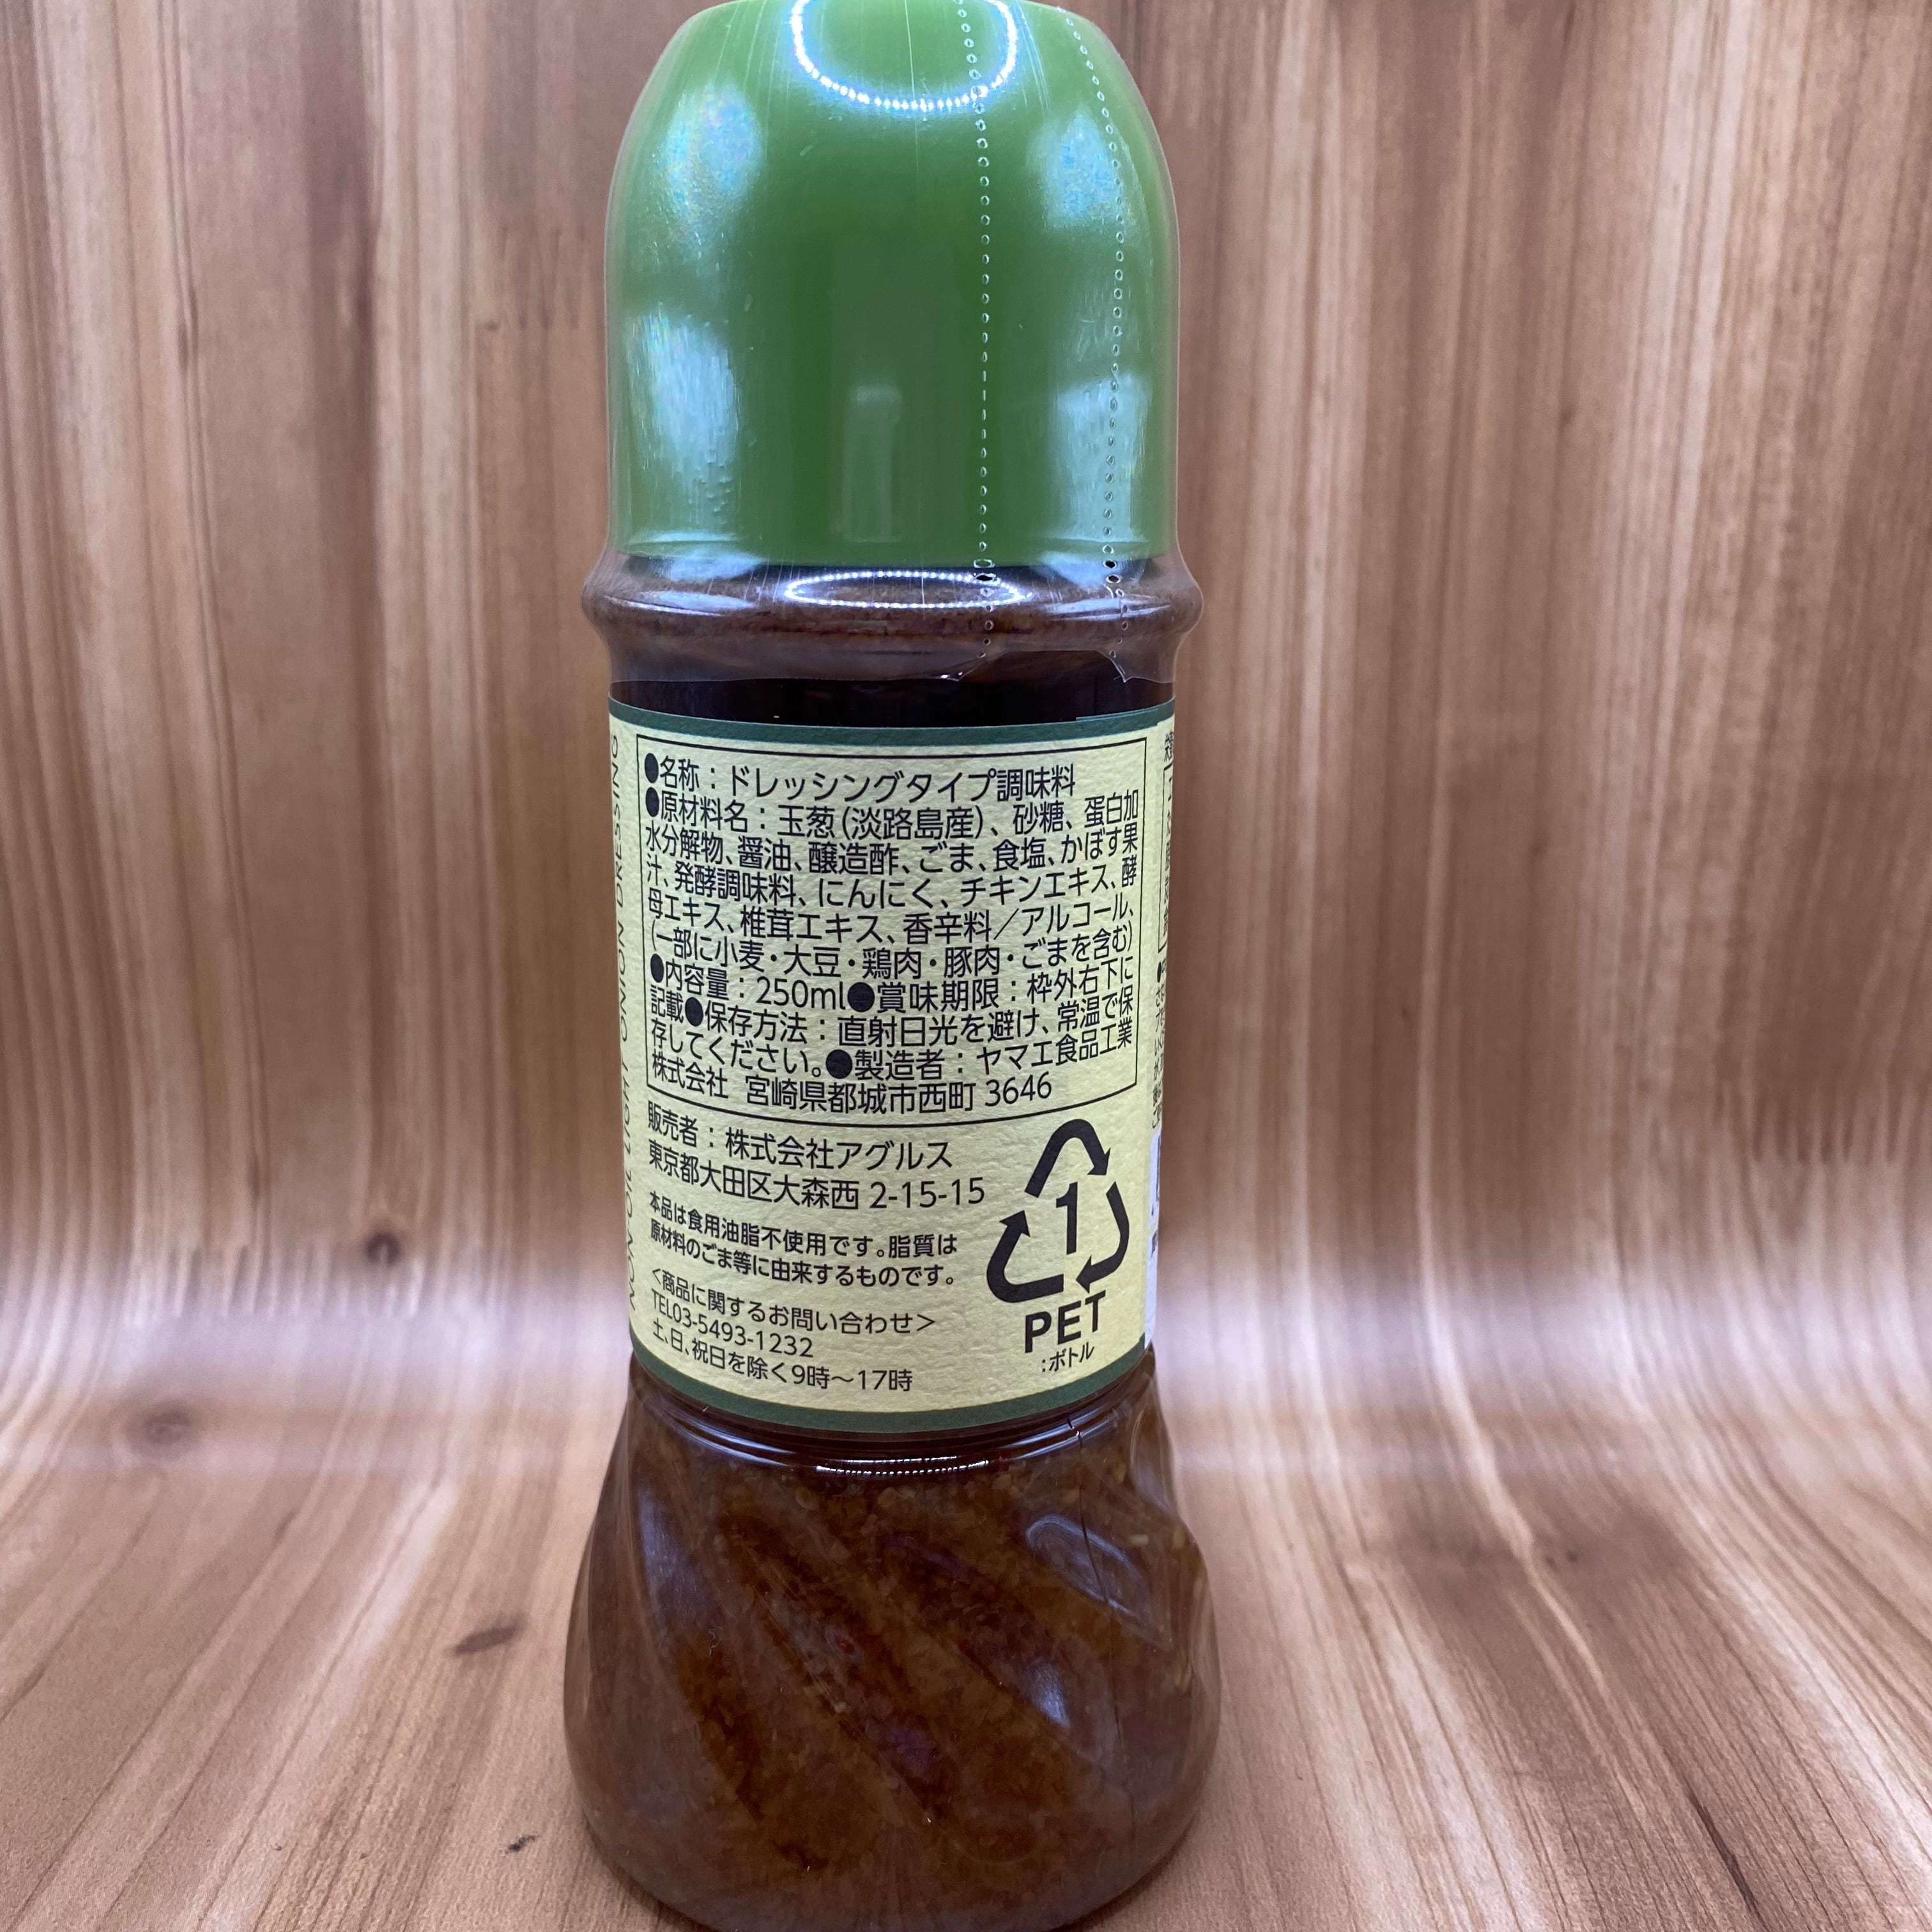 ●名称：ドレッシングタイプ調味料
●原材料名：玉葱（淡路島産）、砂糖、蛋白加
水分解物、醤油、醸造酢、ごま、食塩、かぼす果
汁、発酵調味料、にんにく、チキンエキス、酵
母エキス、椎茸エキス、香辛料／アルコール、
（一部に小麦・大豆・鶏肉・豚肉・ごまを含む）
●内容量：250ml●賞味期限：枠外右下に
記載●保存方法：直射日光を避け、常温で保
存してください。●製造者：ヤマエ食品工業
株式会社 宮崎県都城市西町 3646
販売者：株式会社アグルス
東京都大田区大森西 2-15-15
本品は食用油脂不使用です。脂質は
原材料のごま等に由来するものです。
＜商品に関するお問い合わせ＞
TEL03-5493-1232
土、日、祝日を除く9時～17時
1
PET
:ボトル
NON-OIL LIGHT ONION DRESSING